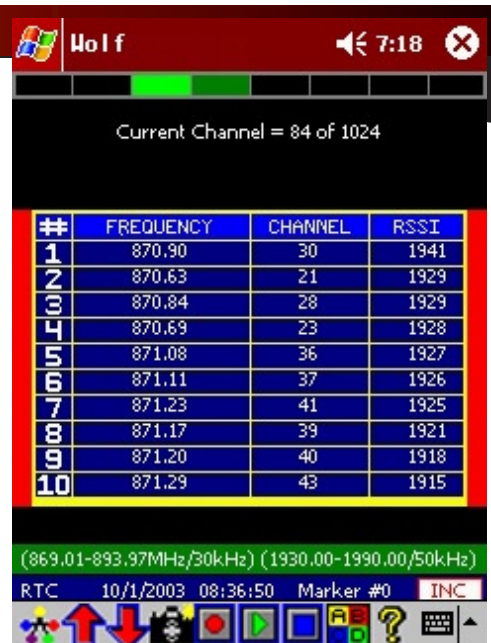 Wolf 7:18
Current Channel = 84 of 1024
## FREQUENCY CHANNEL RSSI
1 870.90 30 1941
2 870.63 21 1929
3 870.84 28 1929
4 870.69 23 1928
5 871.08 36 1927
6 871.11 37 1926
7 871.23 41 1925
8 871.17 39 1921
9 871.20 40 1918
10 871.29 43 1915
(869.01-893.97MHz/30kHz) (1930.00-1990.00/50kHz)
RTC 10/1/2003 08:36:50 Marker #0 INC
AB CD ?